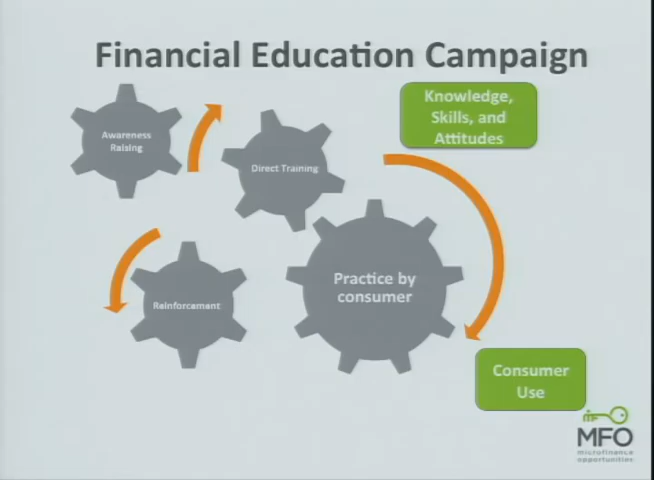 Financial Education Campaign
Knowledge,
Skills, and
Attitudes
Awareness
Raising
Direct Training
Practice by
consumer
Reinforcement
Consumer
Use
mf
MFO
microfinance
opportunities